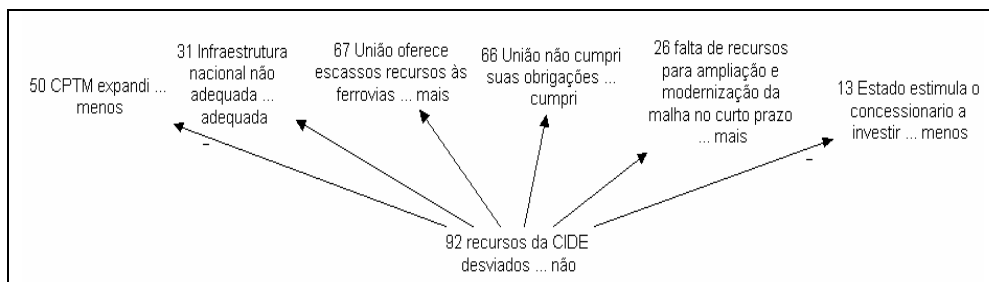 50 CPTM expandi ...
menos
31 Infraestrutura
nacional não
adequada ...
adequada
67 União oferece
escassos recursos às
ferrovias ... mais
66 União não cumpri
suas obrigações ...
cumpri
26 falta de recursos
para ampliação e
modernização da
malha no curto prazo
... mais
13 Estado estimula o
concessionario a
investir ... menos
-
-
92 recursos da CIDE
desviados ... não